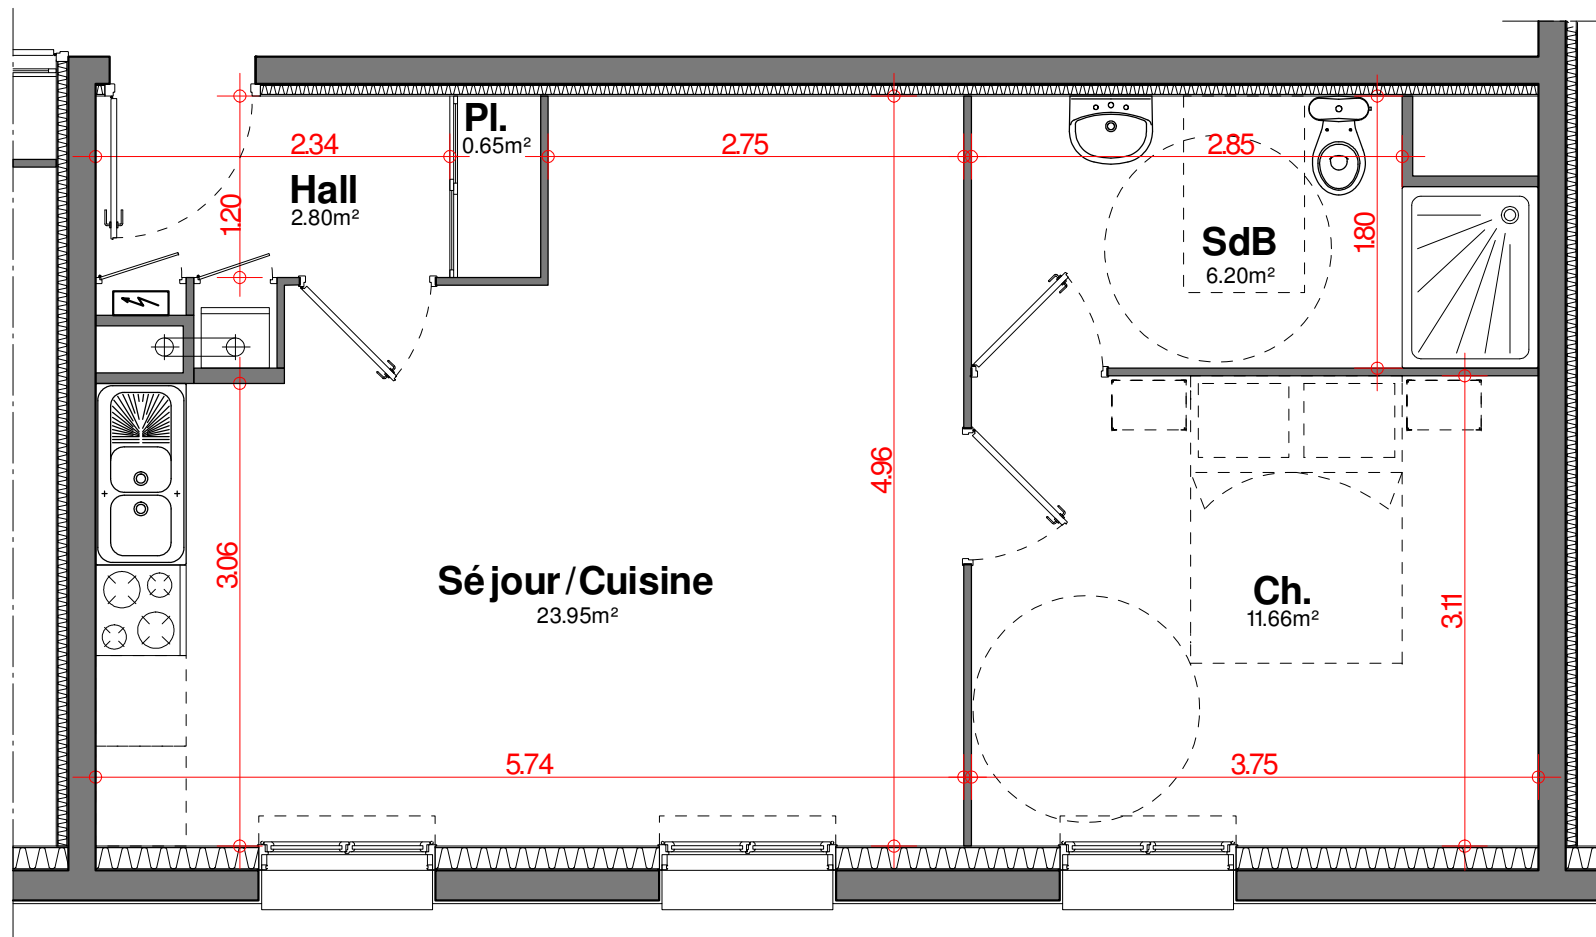 Pl.
0.65m²
2.34
2.75
2.85
Hall
2.80m²
1.20
1.80
SdB
6.20m²
4.96
3.06
Séjour/Cuisine
23.95m²
Ch.
11.66m²
3.11
5.74
3.75